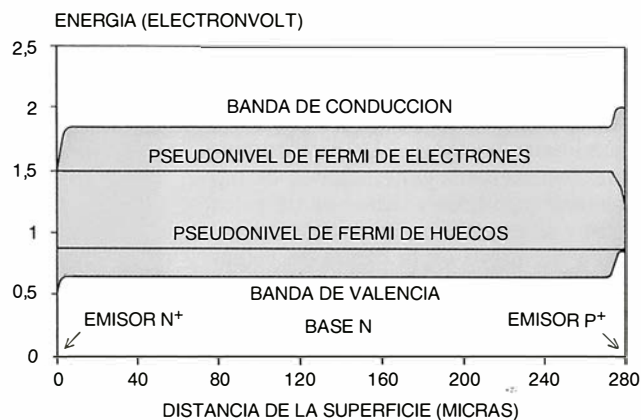 ENERGIA (ELECTRONVOLT)
2,5
2
1,5
1
0,5
0
BANDA DE CONDUCCION
PSEUDONIVEL DE FERMI DE ELECTRONES
PSEUDONIVEL DE FERMI DE HUECOS
BANDA DE VALENCIA
EMISOR N⁺
BASE N
EMISOR P⁺
0 40 80 120 160 200 240 280
DISTANCIA DE LA SUPERFICIE (MICRAS)